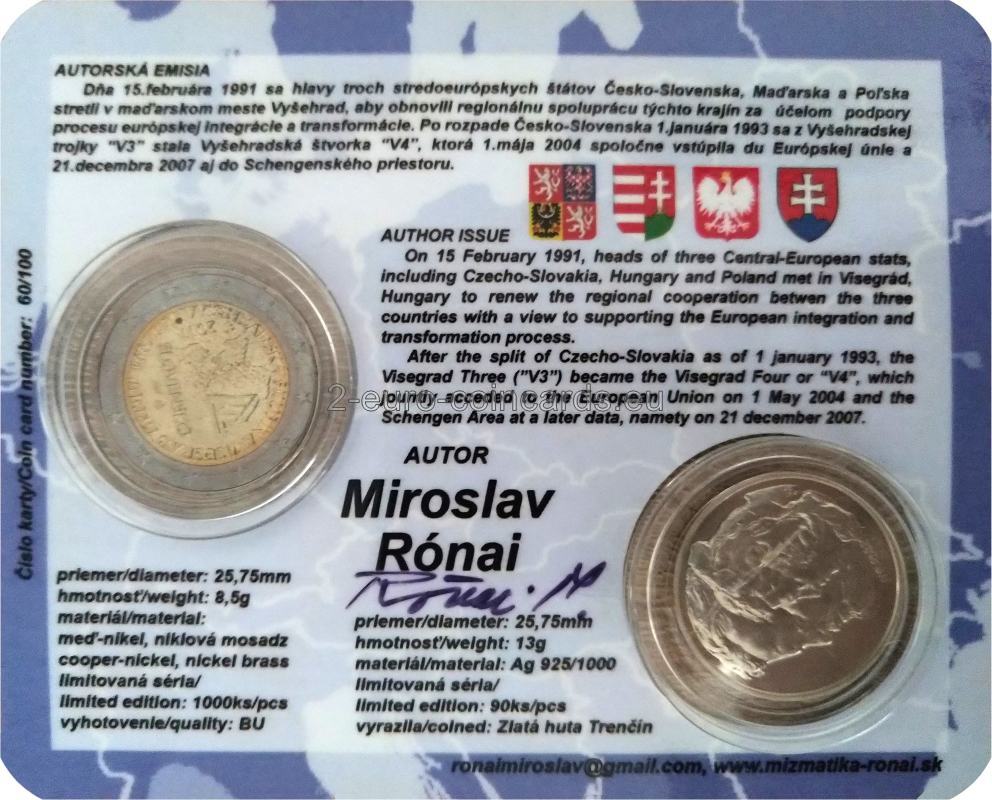 AUTORSKÁ EMISIA
Dňa 15.februára 1991 sa hlavy troch stredoeurópskych štátov Česko-Slovenska, Maďarska a Poľska
stretli v maďarskom meste Vyšehrad, aby obnovili regionálnu spoluprácu týchto krajín za účelom podpory
procesu európskej integrácie a transformácie. Po rozpade Česko-Slovenska 1.januára 1993 sa z Vyšehradskej
trojky "V3" stala Vyšehradská štvorka "V4", ktorá 1.mája 2004 spoločne vstúpila du Európskej únie a
21.decembra 2007 aj do Schengenského priestoru.
AUTHOR ISSUE
On 15 February 1991, heads of three Central-European stats,
including Czecho-Slovakia, Hungary and Poland met in Visegrád,
Hungary to renew the regional cooperation betwen the three
countries with a view to supporting the European integration and
transformation process.
After the split of Czecho-Slovakia as of 1 january 1993, the
Visegrad Three ("V3") became the Visegrad Four or "V4", which
jountly acceded to the European Union on 1 May 2004 and the
Schengen Area at a later data, namety on 21 december 2007.
2-euro-coincards.eu
Číslo karty/Coin card number: 60/100
AUTOR
Miroslav
Rónai
priemer/diameter: 25,75mm
hmotnosť/weight: 8,5g
materiál/material:
meď-nikel, niklová mosadz
cooper-nickel, nickel brass
limitovaná séria/
limited edition: 1000ks/pcs
vyhotovenie/quality: BU
priemer/diameter: 25,75mm
hmotnosť/weight: 13g
materiál/material: Ag 925/1000
limitovaná séria/
limited edition: 90ks/pcs
vyrazila/coined: Zlatá huta Trenčín
ronaimiroslav@gmail.com, www.mizmatika-ronai.sk